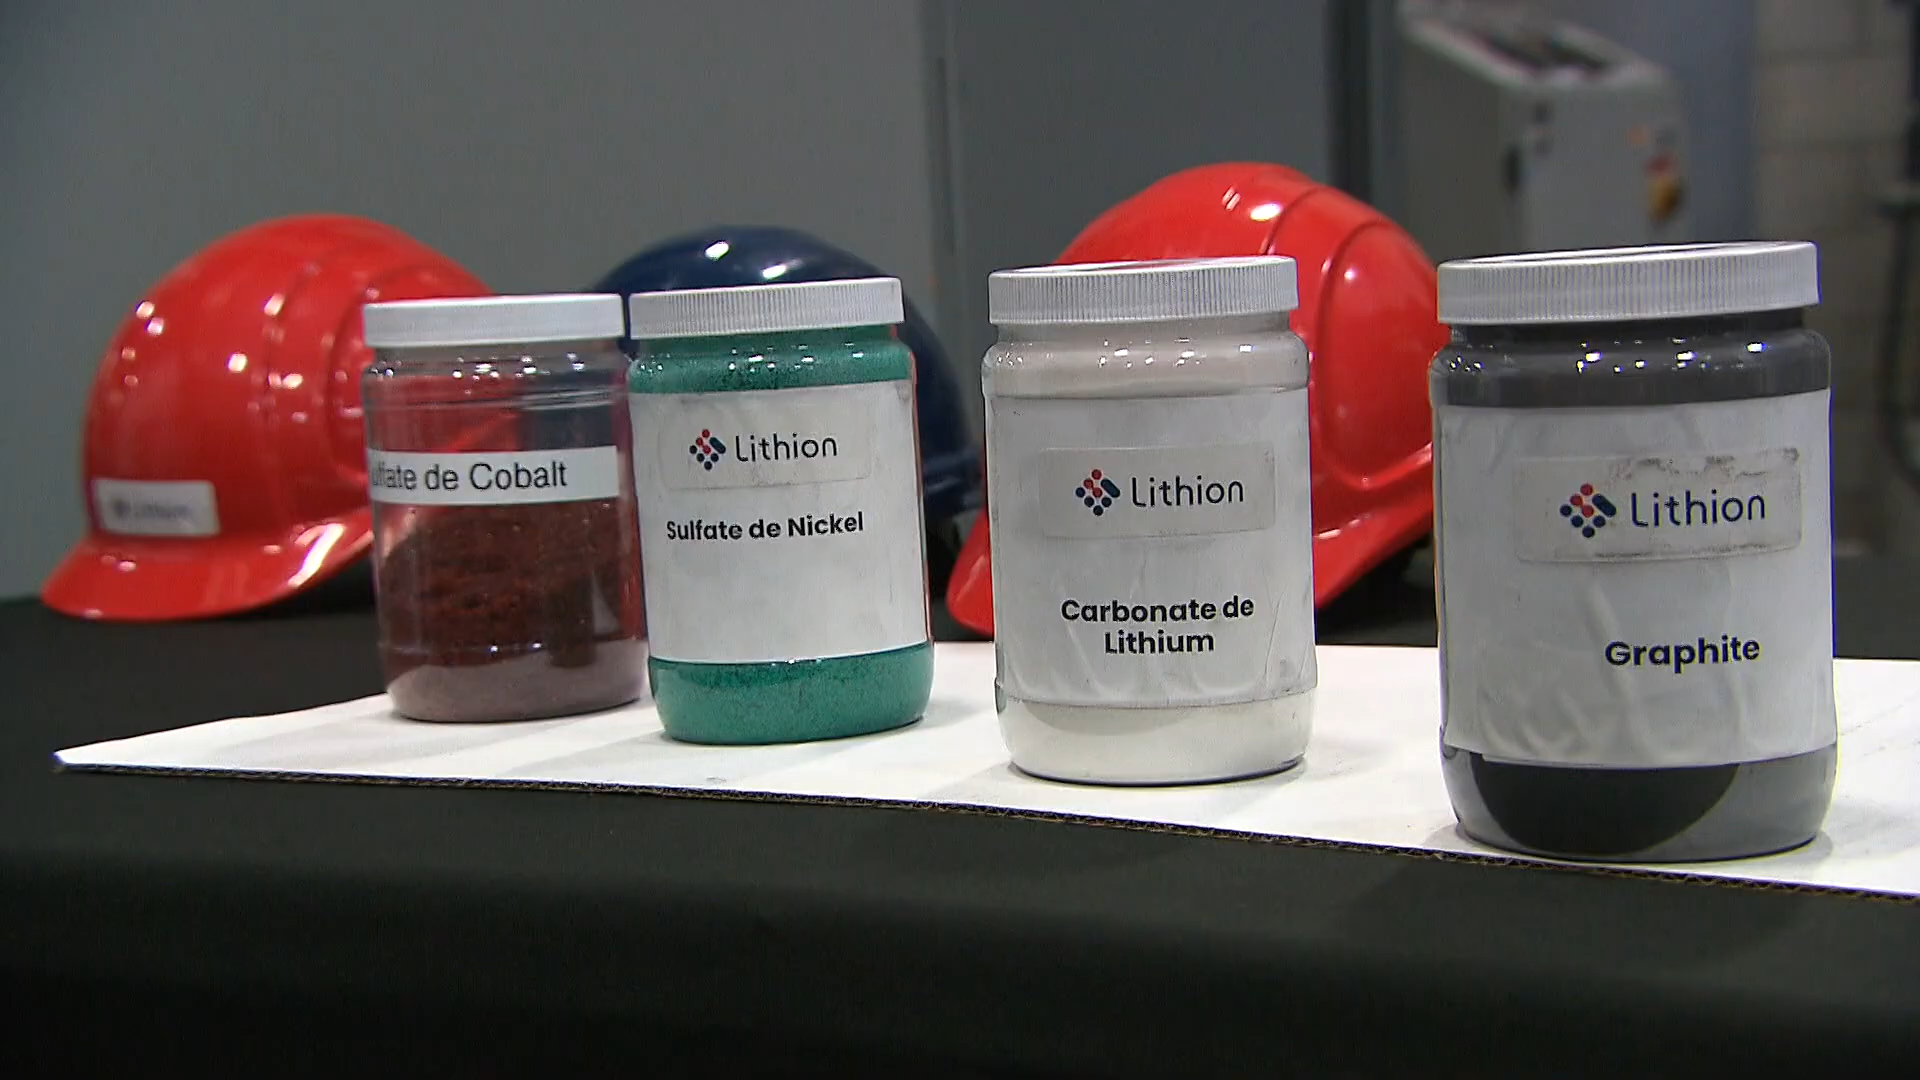 ulfate de Cobalt
Lithion
Sulfate de Nickel
Lithion
Carbonate de
Lithium
Lithion
Graphite